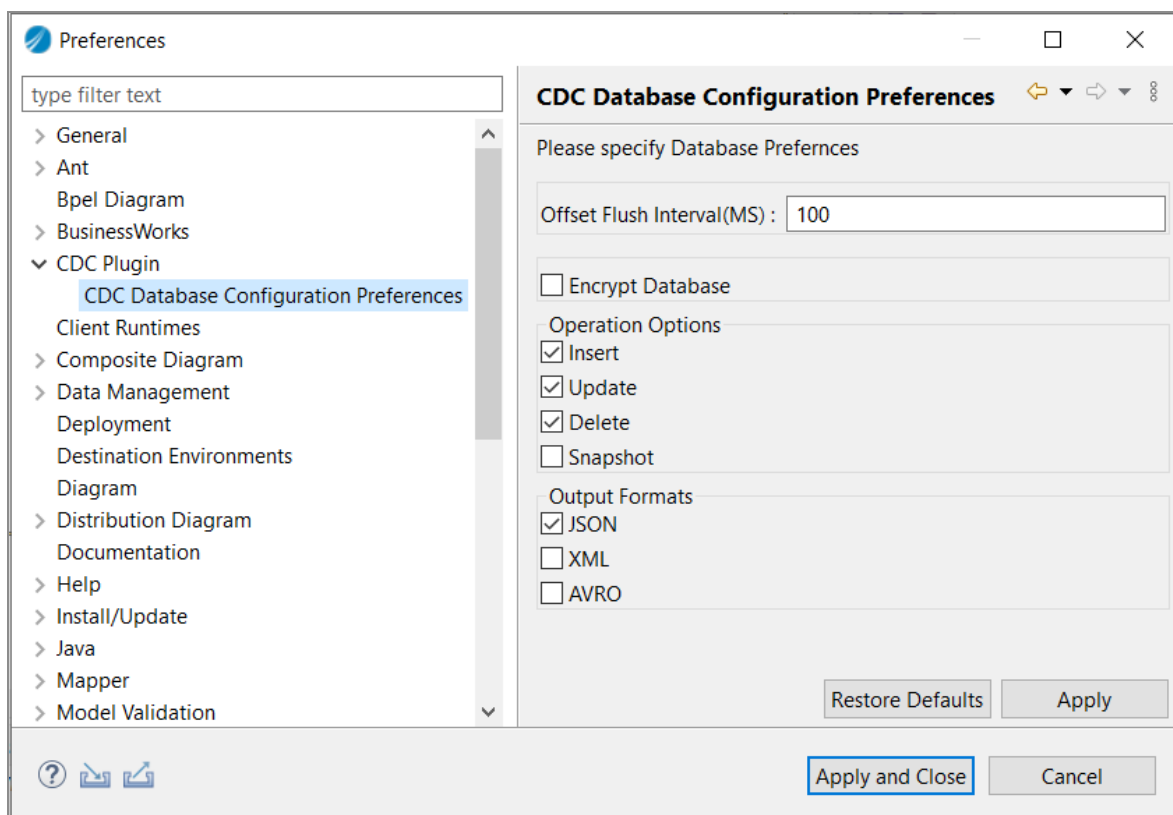 Preferences
type filter text
General
Ant
Bpel Diagram
BusinessWorks
CDC Plugin
CDC Database Configuration Preferences
Client Runtimes
Composite Diagram
Data Management
Deployment
Destination Environments
Diagram
Distribution Diagram
Documentation
Help
Install/Update
Java
Mapper
Model Validation
CDC Database Configuration Preferences
Please specify Database Prefernces
Offset Flush Interval(MS) : 100
Encrypt Database
Operation Options
Insert
Update
Delete
Snapshot
Output Formats
JSON
XML
AVRO
Restore Defaults Apply
Apply and Close Cancel